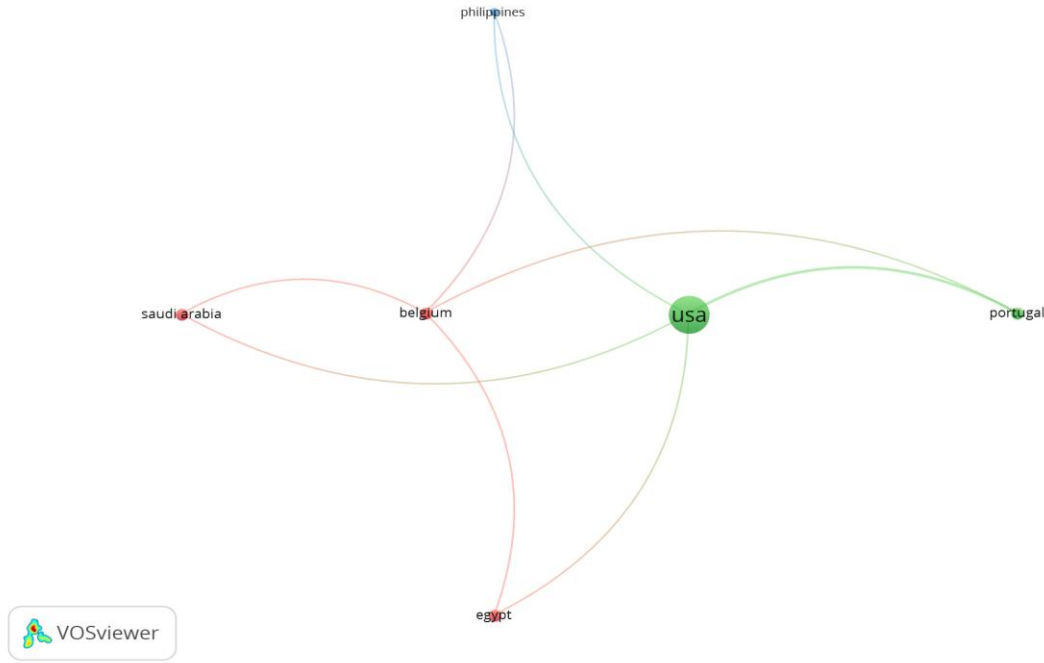 philippines
saudi arabia
belgium
usa
portugal
egypt
VOSviewer